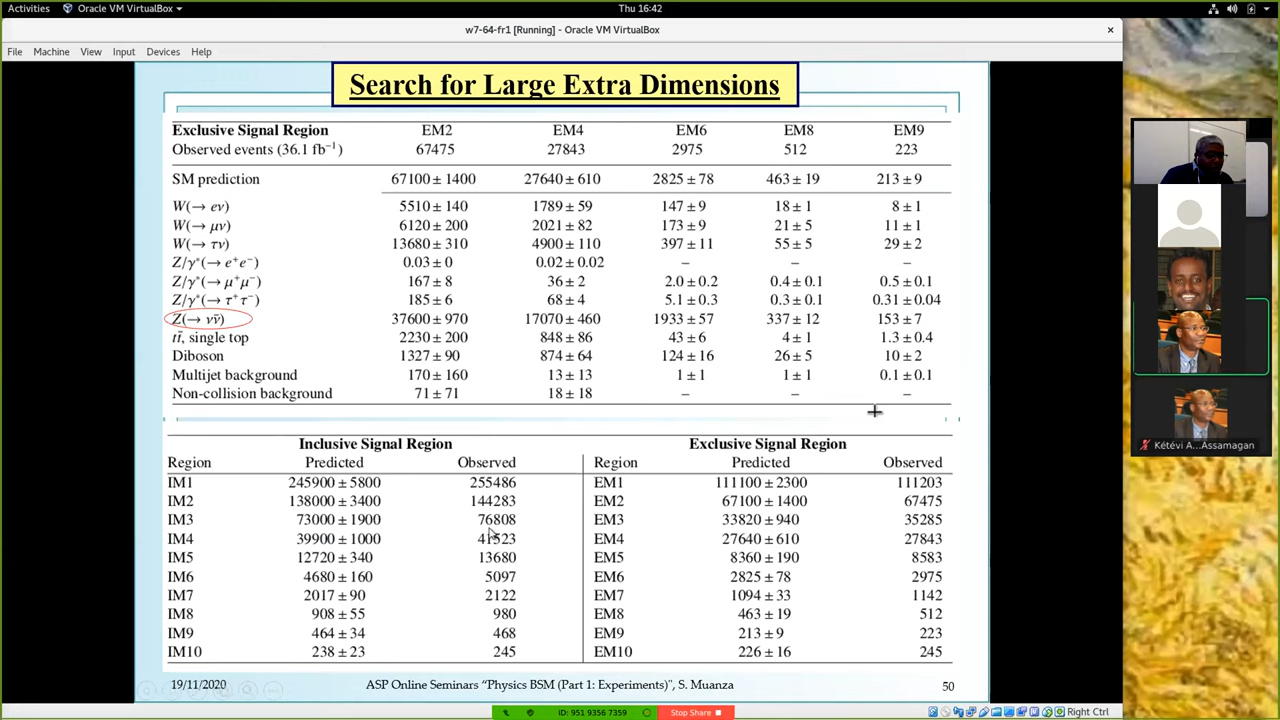 Activities Oracle VM VirtualBox Thu 16:42
w7-64-fr1 [Running] - Oracle VM VirtualBox
File Machine View Input Devices Help
Search for Large Extra Dimensions
Exclusive Signal Region EM2 EM4 EM6 EM8 EM9
Observed events (36.1 fb⁻¹) 67475 27843 2975 512 223
SM prediction 67100 ± 1400 27640 ± 610 2825 ± 78 463 ± 19 213 ± 9
W(→ eν) 5510 ± 140 1789 ± 59 147 ± 9 18 ± 1 8 ± 1
W(→ μν) 6120 ± 200 2021 ± 82 173 ± 9 21 ± 5 11 ± 1
W(→ τν) 13680 ± 310 4900 ± 110 397 ± 11 55 ± 5 29 ± 2
Z/γ*(→ e⁺e⁻) 0.03 ± 0 0.02 ± 0.02 – – –
Z/γ*(→ μ⁺μ⁻) 167 ± 8 36 ± 2 2.0 ± 0.2 0.4 ± 0.1 0.5 ± 0.1
Z/γ*(→ τ⁺τ⁻) 185 ± 6 68 ± 4 5.1 ± 0.3 0.3 ± 0.1 0.31 ± 0.04
Z(→ νν̄) 37600 ± 970 17070 ± 460 1933 ± 57 337 ± 12 153 ± 7
tt̄, single top 2230 ± 200 848 ± 86 43 ± 6 4 ± 1 1.3 ± 0.4
Diboson 1327 ± 90 874 ± 64 124 ± 16 26 ± 5 10 ± 2
Multijet background 170 ± 160 13 ± 13 1 ± 1 1 ± 1 0.1 ± 0.1
Non-collision background 71 ± 71 18 ± 18 – – –
Inclusive Signal Region Exclusive Signal Region
Region Predicted Observed Region Predicted Observed
IM1 245900 ± 5800 255486 EM1 111100 ± 2300 111203
IM2 138000 ± 3400 144283 EM2 67100 ± 1400 67475
IM3 73000 ± 1900 76808 EM3 33820 ± 940 35285
IM4 39900 ± 1000 41523 EM4 27640 ± 610 27843
IM5 12720 ± 340 13680 EM5 8360 ± 190 8583
IM6 4680 ± 160 5097 EM6 2825 ± 78 2975
IM7 2017 ± 90 2122 EM7 1094 ± 33 1142
IM8 908 ± 55 980 EM8 463 ± 19 512
IM9 464 ± 34 468 EM9 213 ± 9 223
IM10 238 ± 23 245 EM10 226 ± 16 245
19/11/2020 ASP Online Seminars "Physics BSM (Part 1: Experiments)", S. Muanza 50
Kétévi A... Assamagan
ID: 951 9356 7359 Stop Share
Right Ctrl